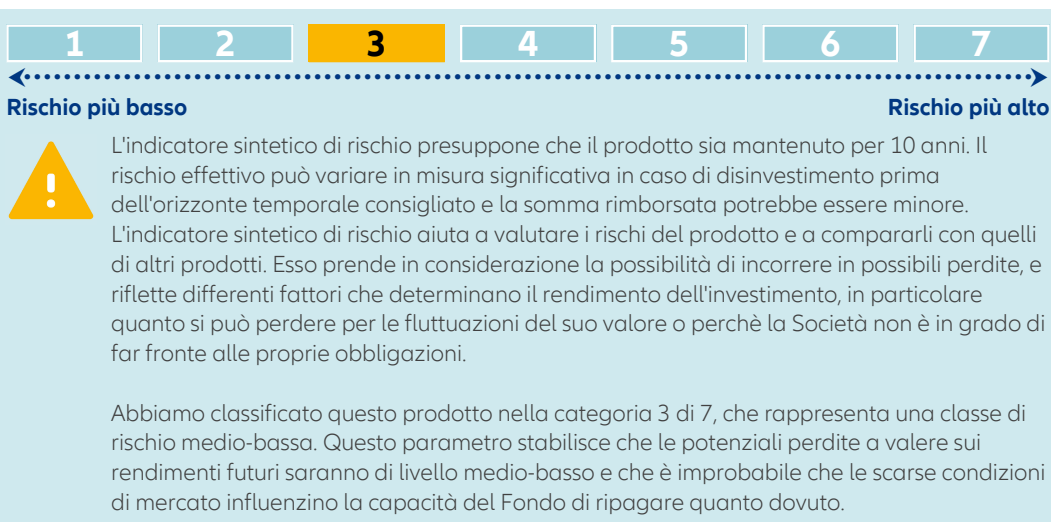 1 2 3 4 5 6 7
Rischio più basso Rischio più alto
L'indicatore sintetico di rischio presuppone che il prodotto sia mantenuto per 10 anni. Il
rischio effettivo può variare in misura significativa in caso di disinvestimento prima
dell'orizzonte temporale consigliato e la somma rimborsata potrebbe essere minore.
L'indicatore sintetico di rischio aiuta a valutare i rischi del prodotto e a compararli con quelli
di altri prodotti. Esso prende in considerazione la possibilità di incorrere in possibili perdite, e
riflette differenti fattori che determinano il rendimento dell'investimento, in particolare
quanto si può perdere per le fluttuazioni del suo valore o perchè la Società non è in grado di
far fronte alle proprie obbligazioni.
Abbiamo classificato questo prodotto nella categoria 3 di 7, che rappresenta una classe di
rischio medio-bassa. Questo parametro stabilisce che le potenziali perdite a valere sui
rendimenti futuri saranno di livello medio-basso e che è improbabile che le scarse condizioni
di mercato influenzino la capacità del Fondo di ripagare quanto dovuto.